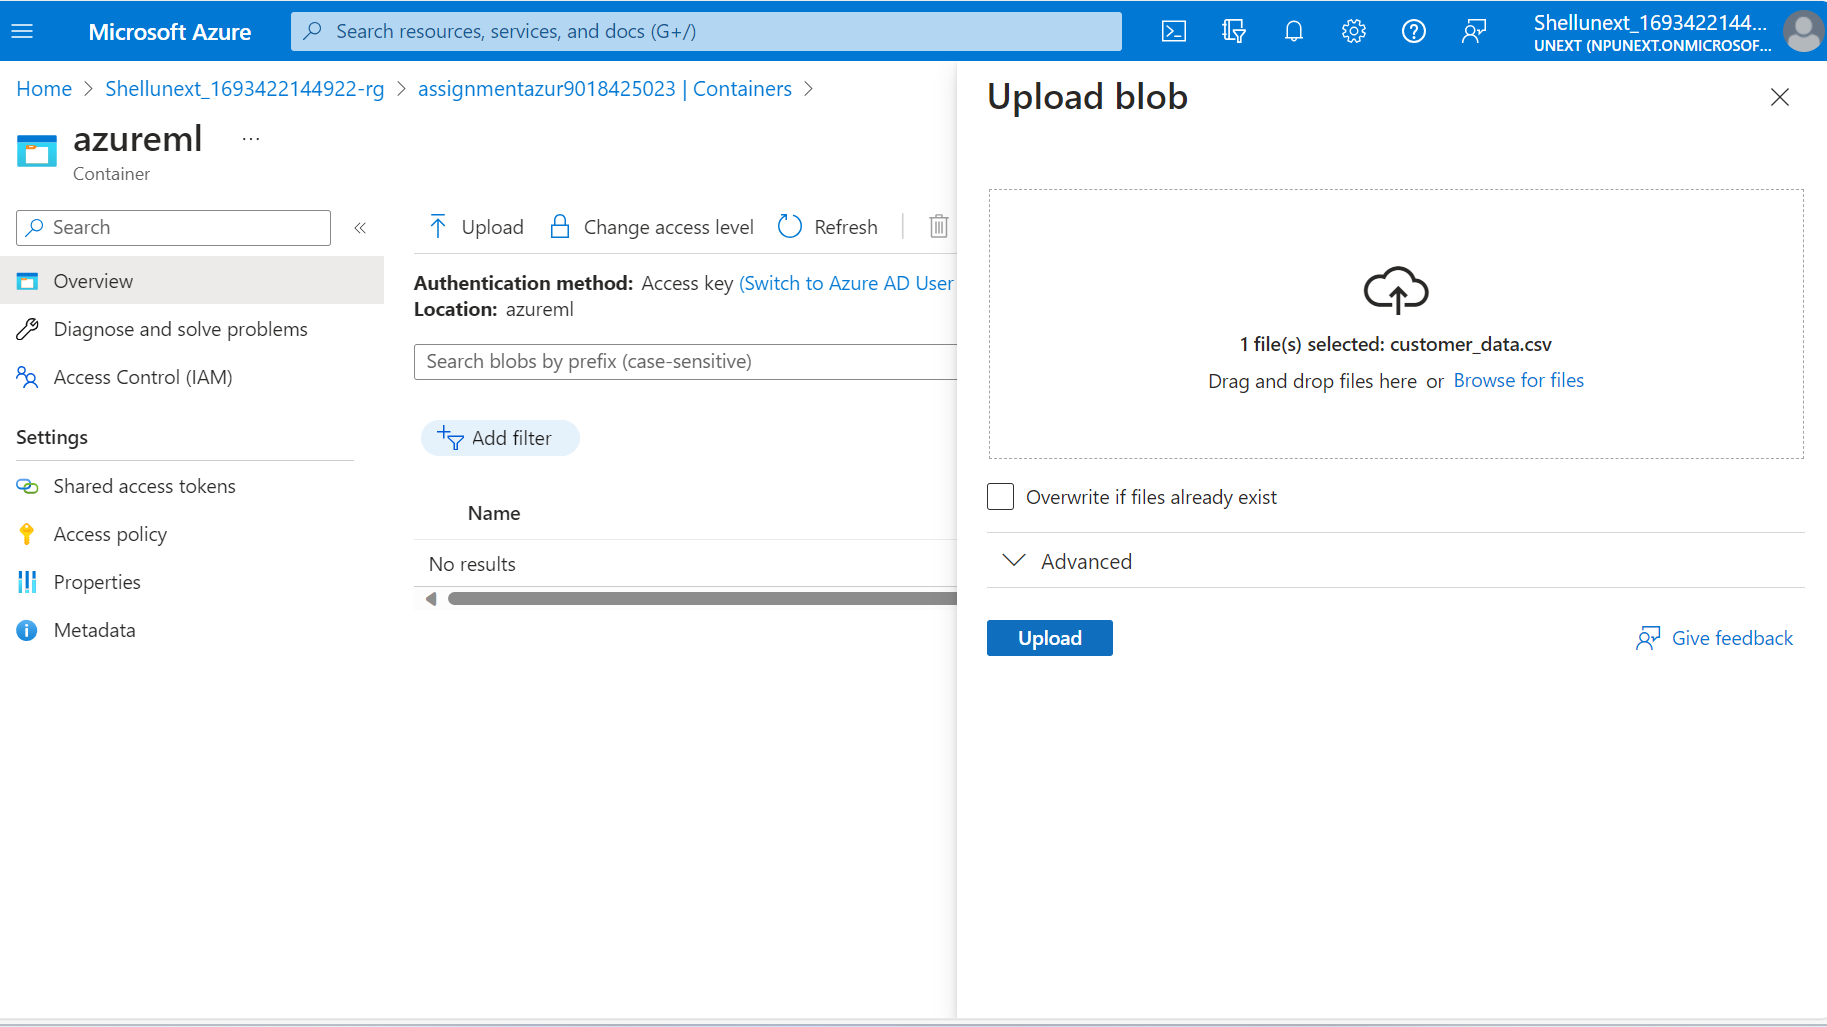 Microsoft Azure
Search resources, services, and docs (G+/)
Shellunext_1693422144...
UNEXT (NPUNEXT.ONMICROSOF...
Home > Shellunext_1693422144922-rg > assignmentazur9018425023 | Containers >
azureml ...
Container
Search
«
Overview
Diagnose and solve problems
Access Control (IAM)
Settings
Shared access tokens
Access policy
Properties
Metadata
Upload
Change access level
Refresh
Authentication method: Access key (Switch to Azure AD User
Location: azureml
Search blobs by prefix (case-sensitive)
Add filter
Name
No results
Upload blob
1 file(s) selected: customer_data.csv
Drag and drop files here or Browse for files
Overwrite if files already exist
Advanced
Upload
Give feedback